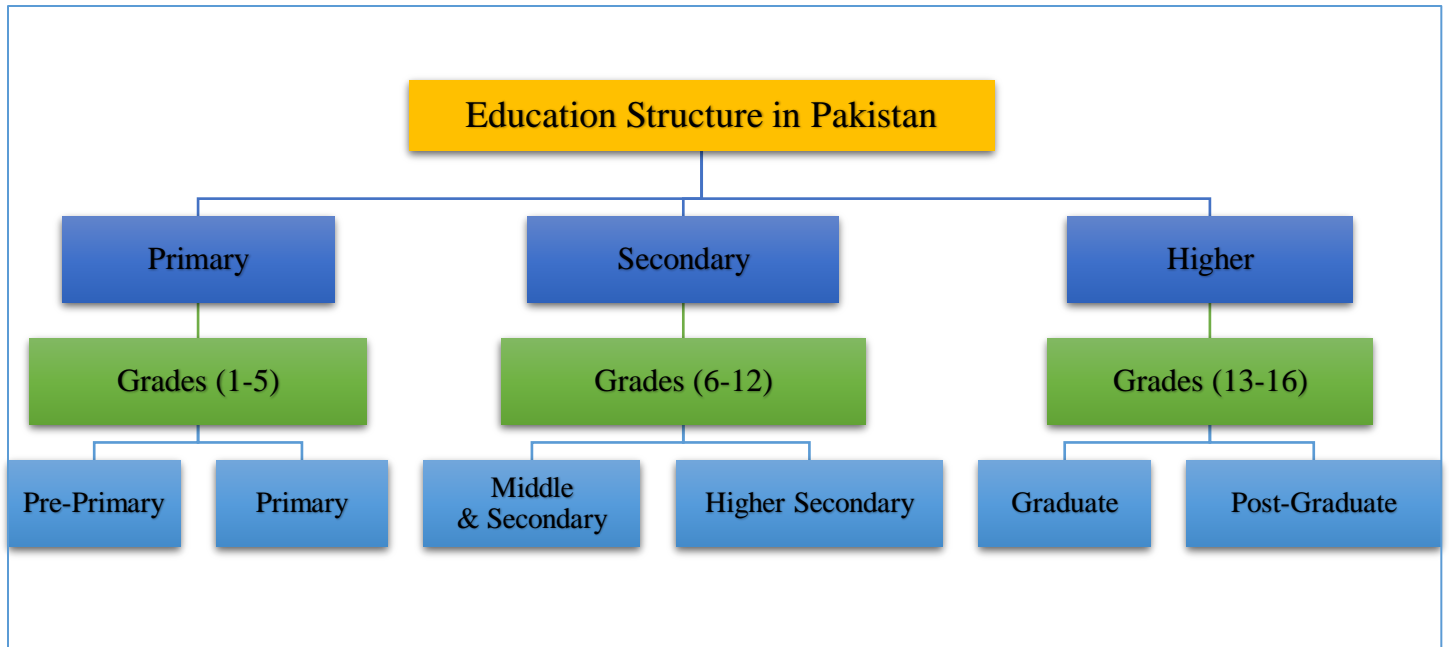 Education Structure in Pakistan
Primary
Secondary
Higher
Grades (1-5)
Grades (6-12)
Grades (13-16)
Pre-Primary
Primary
Middle
& Secondary
Higher Secondary
Graduate
Post-Graduate